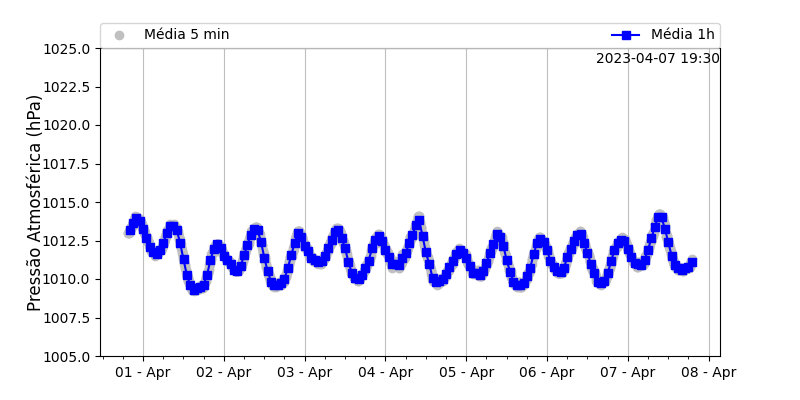 Média 5 min
Média 1h
2023-04-07 19:30
Pressão Atmosférica (hPa)
1025.0
1022.5
1020.0
1017.5
1015.0
1012.5
1010.0
1007.5
1005.0
01 - Apr
02 - Apr
03 - Apr
04 - Apr
05 - Apr
06 - Apr
07 - Apr
08 - Apr